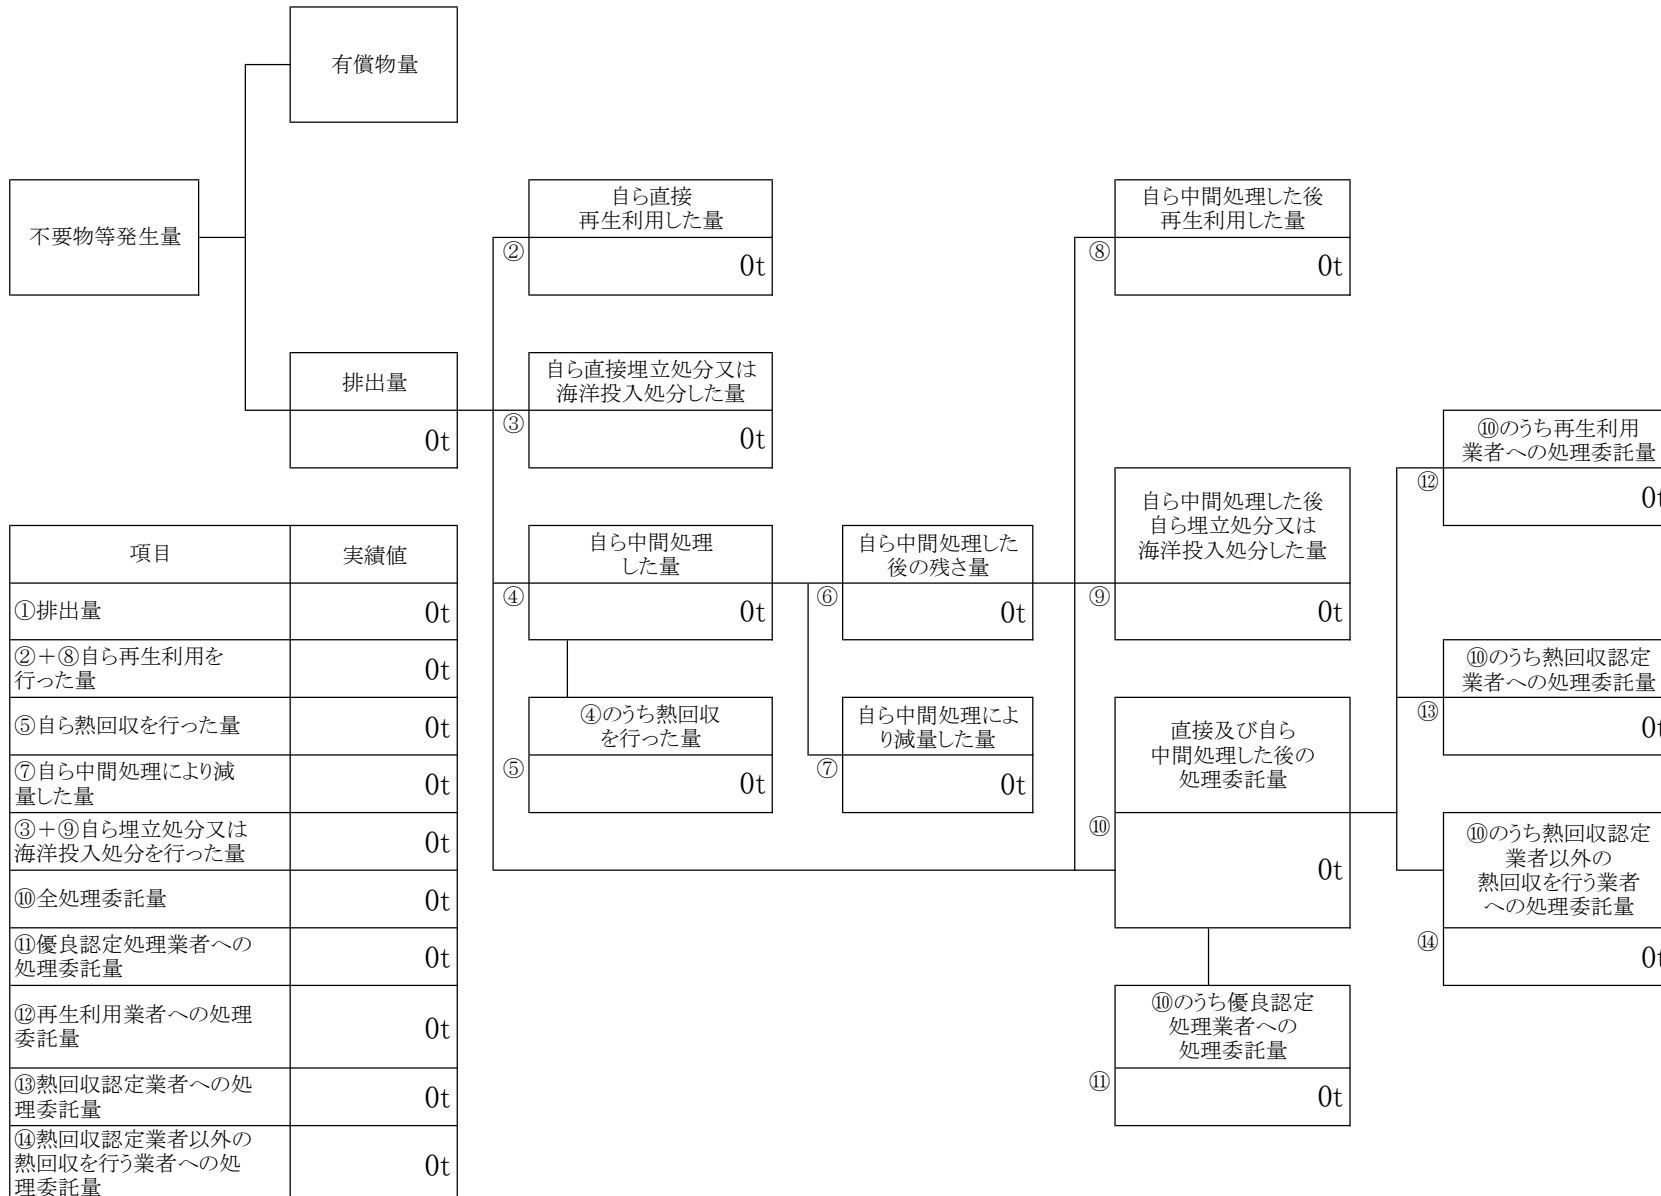 有償物量
不要物等発生量
排出量
0t
自ら直接
再生利用した量
②
0t
自ら直接埋立処分又は
海洋投入処分した量
③
0t
自ら中間処理
した量
④
0t
④のうち熱回収
を行った量
⑤
0t
自ら中間処理した
後の残さ量
⑥
0t
自ら中間処理によ
り減量した量
⑦
0t
自ら中間処理した後
再生利用した量
⑧
0t
自ら中間処理した後
自ら埋立処分又は
海洋投入処分した量
⑨
0t
直接及び自ら
中間処理した後の
処理委託量
⑩
0t
⑩のうち優良認定
処理業者への
処理委託量
⑪
0t
⑩のうち再生利用
業者への処理委託量
⑫
0t
⑩のうち熱回収認定
業者への処理委託量
⑬
0t
⑩のうち熱回収認定
業者以外の
熱回収を行う業者
への処理委託量
⑭
0t
項目 実績値
①排出量 0t
②+⑧自ら再生利用を
行った量 0t
⑤自ら熱回収を行った量 0t
⑦自ら中間処理により減
量した量 0t
③+⑨自ら埋立処分又は
海洋投入処分を行った量 0t
⑩全処理委託量 0t
⑪優良認定処理業者への
処理委託量 0t
⑫再生利用業者への処理
委託量 0t
⑬熱回収認定業者への処
理委託量 0t
⑭熱回収認定業者以外の
熱回収を行う業者への処
理委託量 0t